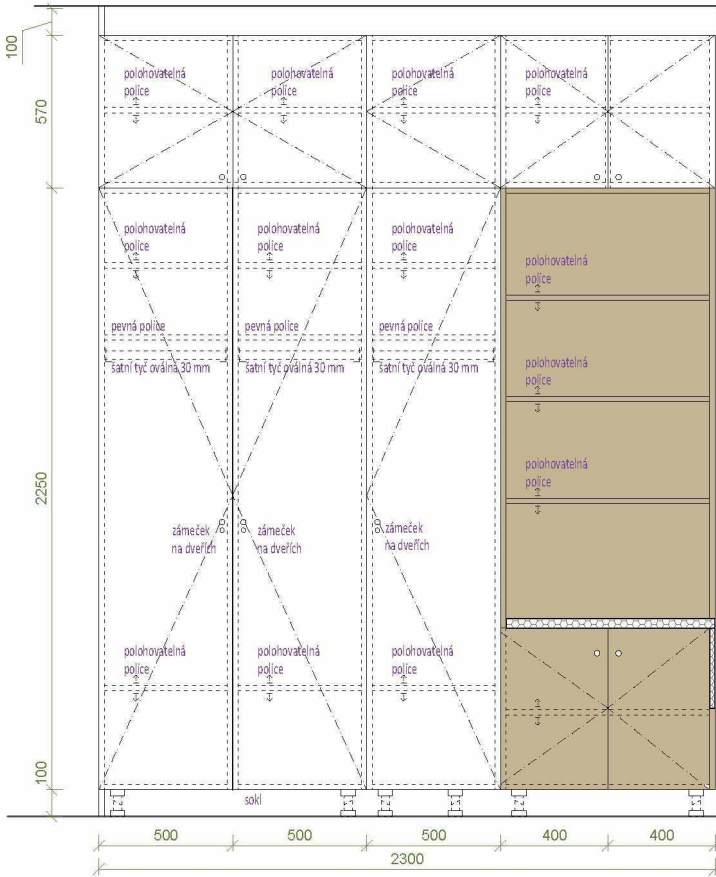 100
570
2250
100
polohovatelná
police
polohovatelná
police
polohovatelná
police
polohovatelná
police
polohovatelná
police
polohovatelná
police
polohovatelná
police
polohovatelná
police
pevná police
pevná police
pevná police
šatní tyč oválná 30 mm
šatní tyč oválná 30 mm
šatní tyč oválná 30 mm
polohovatelná
police
polohovatelná
police
zámeček
na dveřích
zámeček
na dveřích
zámeček
na dveřích
polohovatelná
police
polohovatelná
police
polohovatelná
police
sokl
500
500
500
400
400
2300